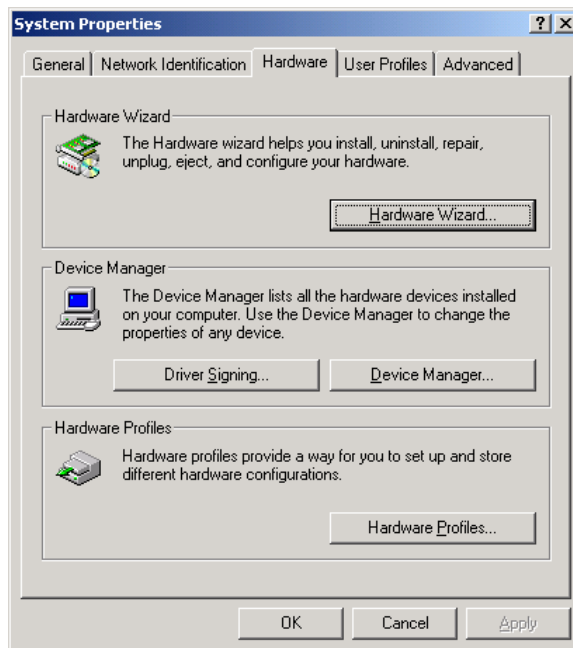 System Properties
General Network Identification Hardware User Profiles Advanced
Hardware Wizard
The Hardware wizard helps you install, uninstall, repair,
unplug, eject, and configure your hardware.
Hardware Wizard...
Device Manager
The Device Manager lists all the hardware devices installed
on your computer. Use the Device Manager to change the
properties of any device.
Driver Signing... Device Manager...
Hardware Profiles
Hardware profiles provide a way for you to set up and store
different hardware configurations.
Hardware Profiles...
OK Cancel Apply